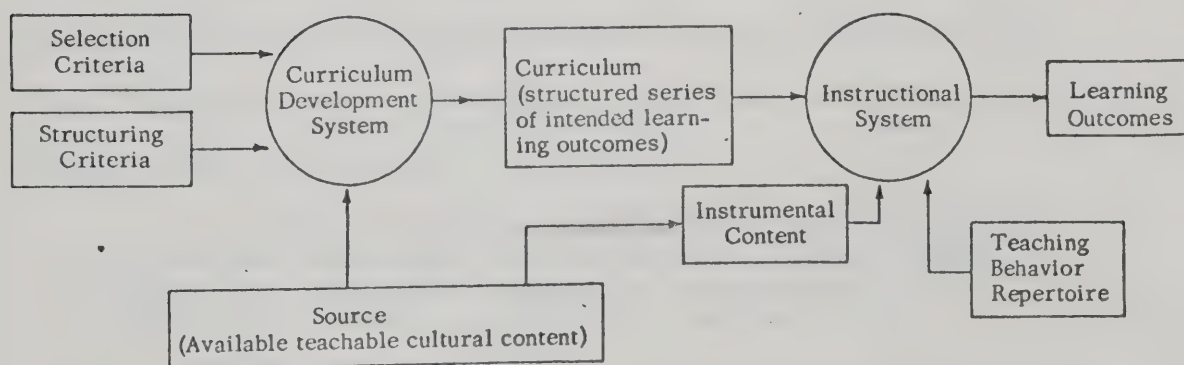 Selection
Criteria
Structuring
Criteria
Curriculum
Development
System
Curriculum
(structured series
of intended learn-
ing outcomes)
Instructional
System
Learning
Outcomes
Instrumental
Content
Teaching
Behavior
Repertoire
Source
(Available teachable cultural content)